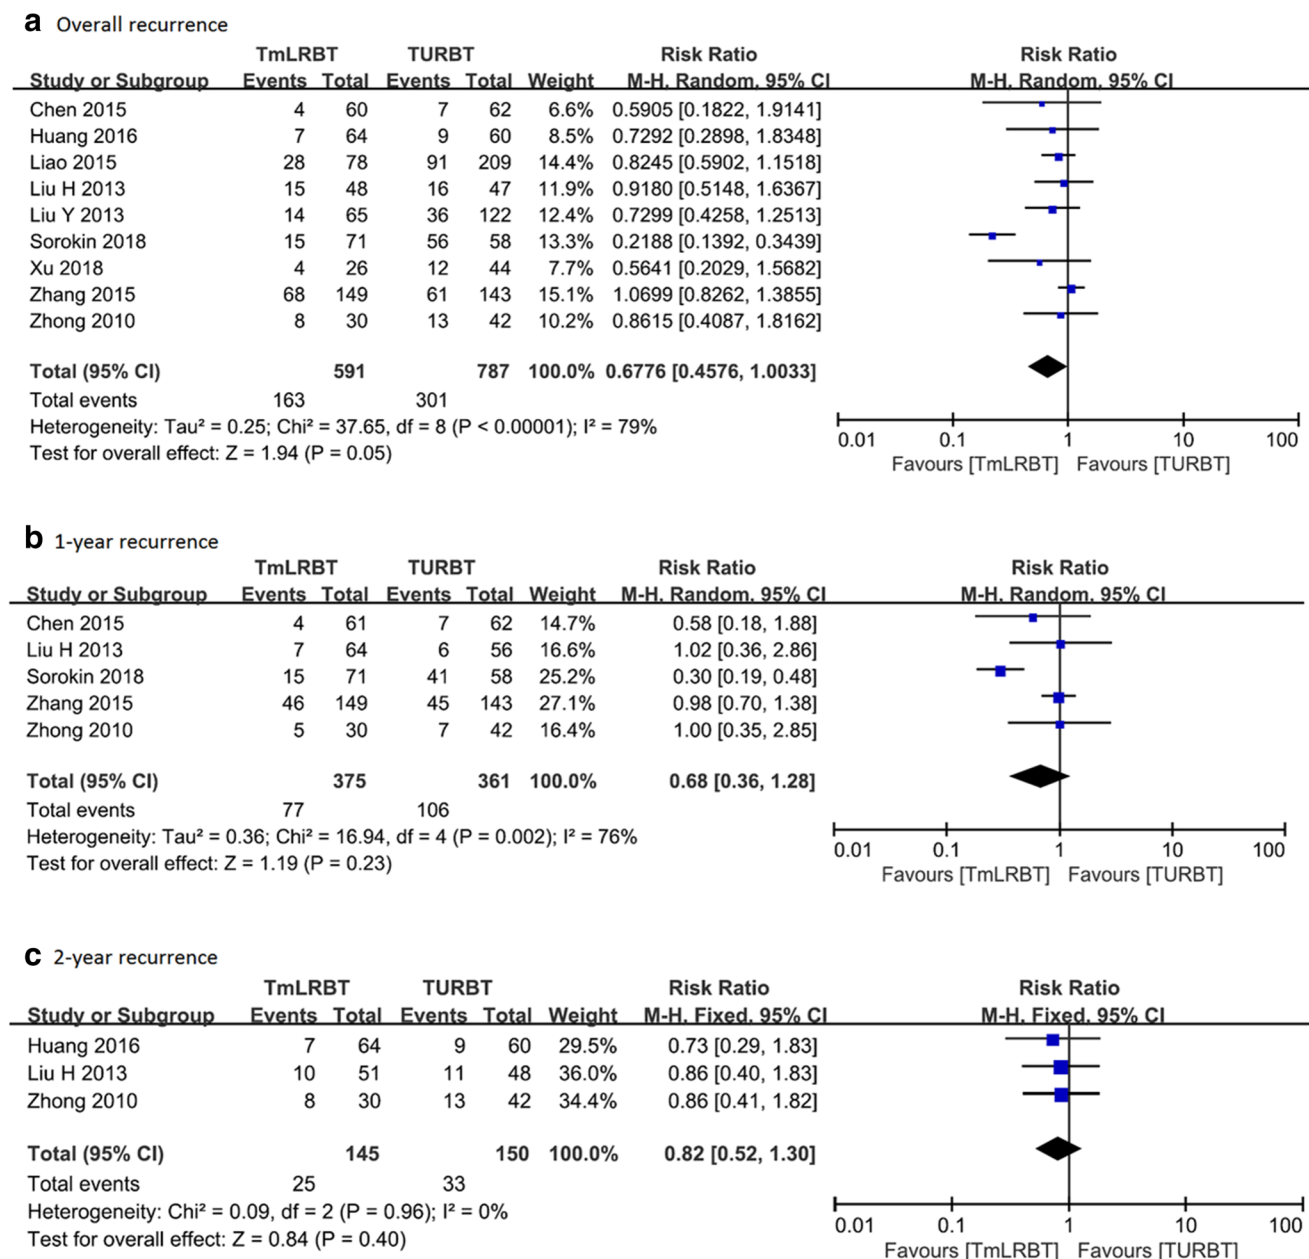 a Overall recurrence
TmLRBT TURBT Risk Ratio Risk Ratio
Study or Subgroup Events Total Events Total Weight M-H, Random, 95% CI M-H, Random, 95% CI
Chen 2015 4 60 7 62 6.6% 0.5905 [0.1822, 1.9141]
Huang 2016 7 64 9 60 8.5% 0.7292 [0.2898, 1.8348]
Liao 2015 28 78 91 209 14.4% 0.8245 [0.5902, 1.1518]
Liu H 2013 15 48 16 47 11.9% 0.9180 [0.5148, 1.6367]
Liu Y 2013 14 65 36 122 12.4% 0.7299 [0.4258, 1.2513]
Sorokin 2018 15 71 56 58 13.3% 0.2188 [0.1392, 0.3439]
Xu 2018 4 26 12 44 7.7% 0.5641 [0.2029, 1.5682]
Zhang 2015 68 149 61 143 15.1% 1.0699 [0.8262, 1.3855]
Zhong 2010 8 30 13 42 10.2% 0.8615 [0.4087, 1.8162]
Total (95% CI) 591 787 100.0% 0.6776 [0.4576, 1.0033]
Total events 163 301
Heterogeneity: Tau² = 0.25; Chi² = 37.65, df = 8 (P < 0.00001); I² = 79%
Test for overall effect: Z = 1.94 (P = 0.05)
0.01 0.1 1 10 100
Favours [TmLRBT] Favours [TURBT]
b 1-year recurrence
TmLRBT TURBT Risk Ratio Risk Ratio
Study or Subgroup Events Total Events Total Weight M-H, Random, 95% CI M-H, Random, 95% CI
Chen 2015 4 61 7 62 14.7% 0.58 [0.18, 1.88]
Liu H 2013 7 64 6 56 16.6% 1.02 [0.36, 2.86]
Sorokin 2018 15 71 41 58 25.2% 0.30 [0.19, 0.48]
Zhang 2015 46 149 45 143 27.1% 0.98 [0.70, 1.38]
Zhong 2010 5 30 7 42 16.4% 1.00 [0.35, 2.85]
Total (95% CI) 375 361 100.0% 0.68 [0.36, 1.28]
Total events 77 106
Heterogeneity: Tau² = 0.36; Chi² = 16.94, df = 4 (P = 0.002); I² = 76%
Test for overall effect: Z = 1.19 (P = 0.23)
0.01 0.1 1 10 100
Favours [TmLRBT] Favours [TURBT]
c 2-year recurrence
TmLRBT TURBT Risk Ratio Risk Ratio
Study or Subgroup Events Total Events Total Weight M-H, Fixed, 95% CI M-H, Fixed, 95% CI
Huang 2016 7 64 9 60 29.5% 0.73 [0.29, 1.83]
Liu H 2013 10 51 11 48 36.0% 0.86 [0.40, 1.83]
Zhong 2010 8 30 13 42 34.4% 0.86 [0.41, 1.82]
Total (95% CI) 145 150 100.0% 0.82 [0.52, 1.30]
Total events 25 33
Heterogeneity: Chi² = 0.09, df = 2 (P = 0.96); I² = 0%
Test for overall effect: Z = 0.84 (P = 0.40)
0.01 0.1 1 10 100
Favours [TmLRBT] Favours [TURBT]